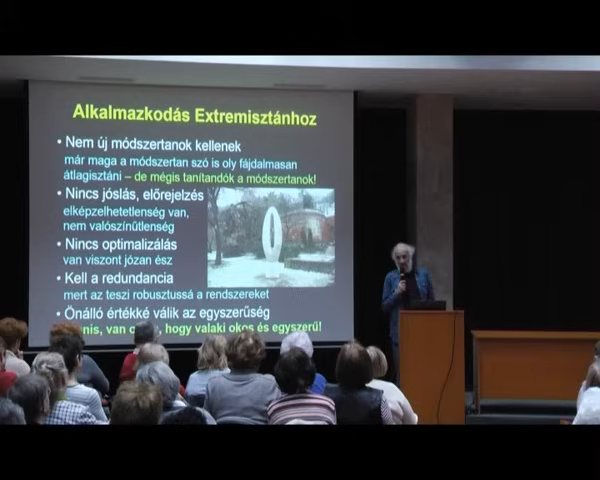 Alkalmazkodás Extremisztánhoz
• Nem új módszertanok kellenek
már maga a módszertan szó is oly fájdalmasan
átlagisztáni – de mégis tanítandók a módszertanok!
• Nincs jóslás, előrejelzés
elképzelhetetlenség van,
nem valószínűtlenség
• Nincs optimalizálás
van viszont józan ész
• Kell a redundancia
mert az teszi robusztussá a rendszereket
• Önálló értékké válik az egyszerűség
van hogy valaki okos és egyszerű!